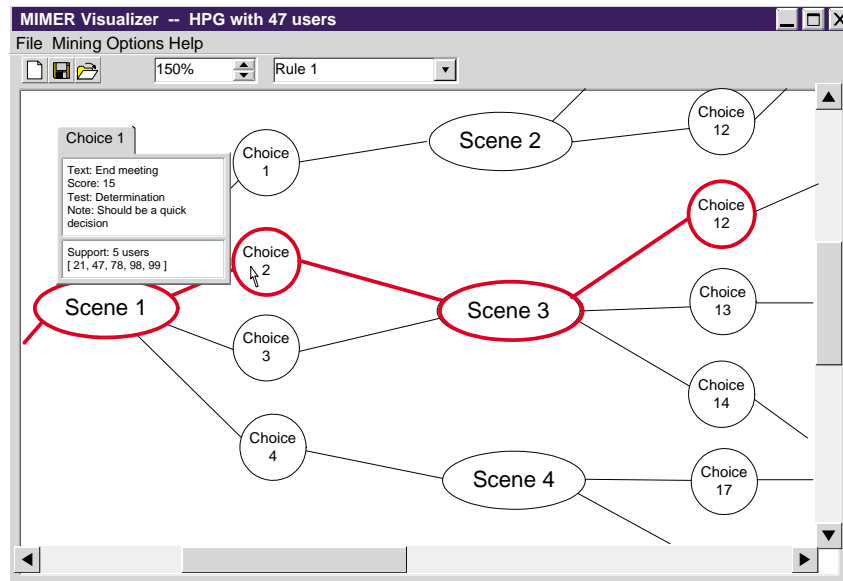 MIMER Visualizer -- HPG with 47 users
File Mining Options Help
150%
Rule 1
Choice 1
Text: End meeting
Score: 15
Test: Determination
Note: Should be a quick
decision
Support: 5 users
[ 21, 47, 78, 98, 99 ]
Choice
1
Scene 2
Choice
12
Scene 1
Choice
2
Scene 3
Choice
12
Choice
3
Choice
13
Choice
14
Choice
4
Scene 4
Choice
17